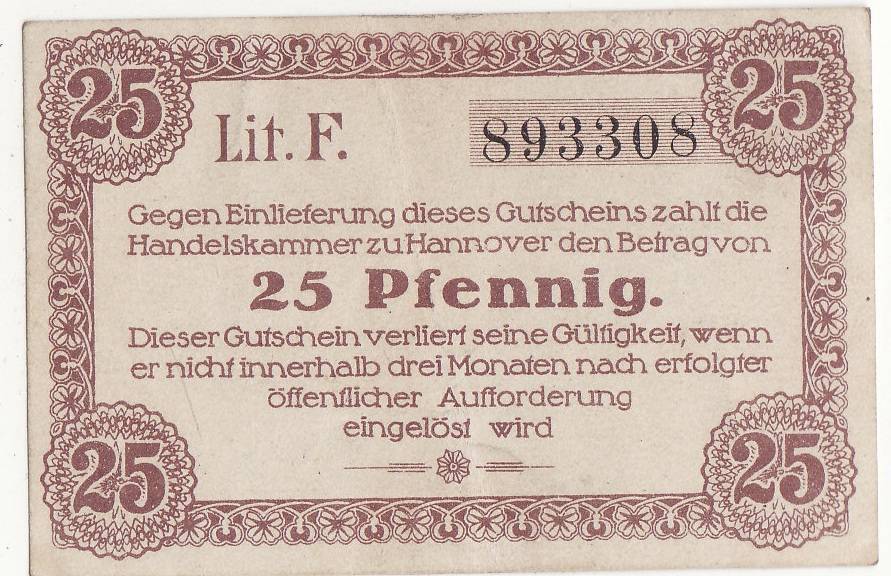 25 25
Lit. F. 893308
Gegen Einlieferung dieses Gutscheins zahlt die
Handelskammer zu Hannover den Betrag von
25 Pfennig.
Dieser Gutschein verliert seine Gültigkeit, wenn
er nicht innerhalb drei Monaten nach erfolgter
öffentlicher Aufforderung
eingelöst wird
25 25